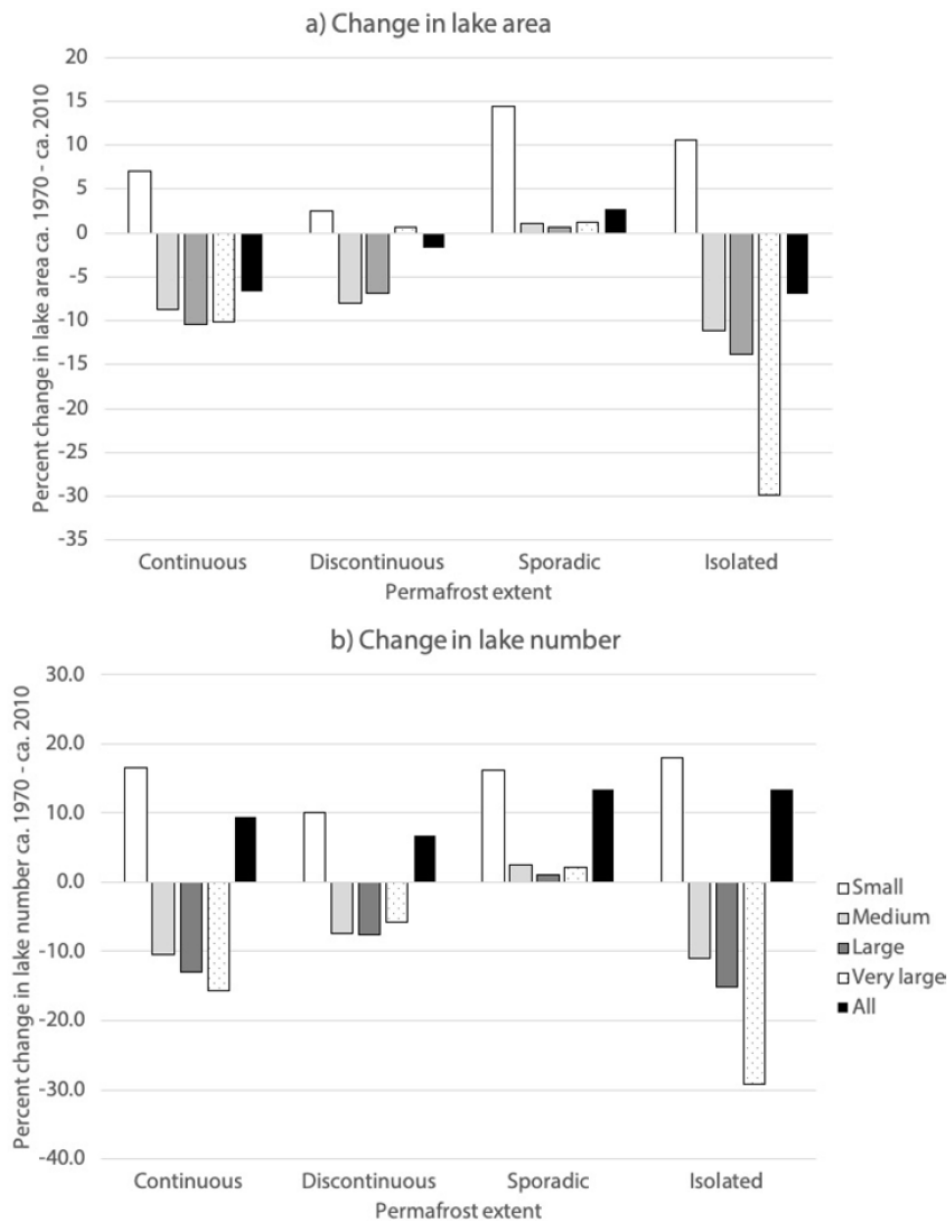 a) Change in lake area
Percent change in lake area ca. 1970 - ca. 2010
20
15
10
5
0
-5
-10
-15
-20
-25
-30
-35
Continuous Discontinuous Sporadic Isolated
Permafrost extent
b) Change in lake number
Percent change in lake number ca. 1970 - ca. 2010
30.0
20.0
10.0
0.0
-10.0
-20.0
-30.0
-40.0
Small
Medium
Large
Very large
All
Continuous Discontinuous Sporadic Isolated
Permafrost extent